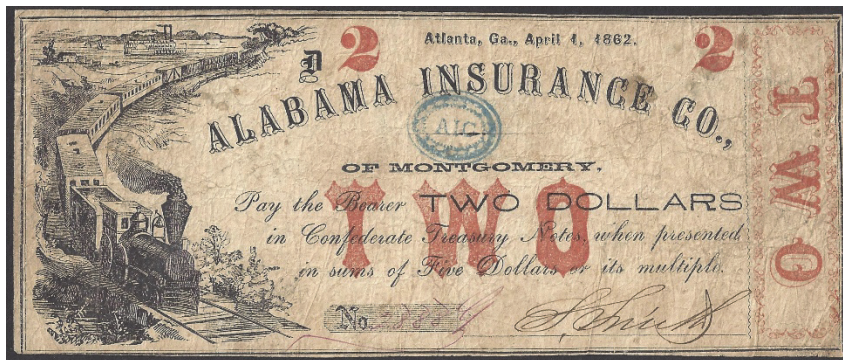 Atlanta, Ga., April 1, 1862.
D 2 2
ALABAMA INSURANCE CO.,
AIC
OF MONTGOMERY,
TWO
Pay the Bearer TWO DOLLARS
in Confederate Treasury Notes, when presented
in sums of Five Dollars or its multiple.
No.
TWO